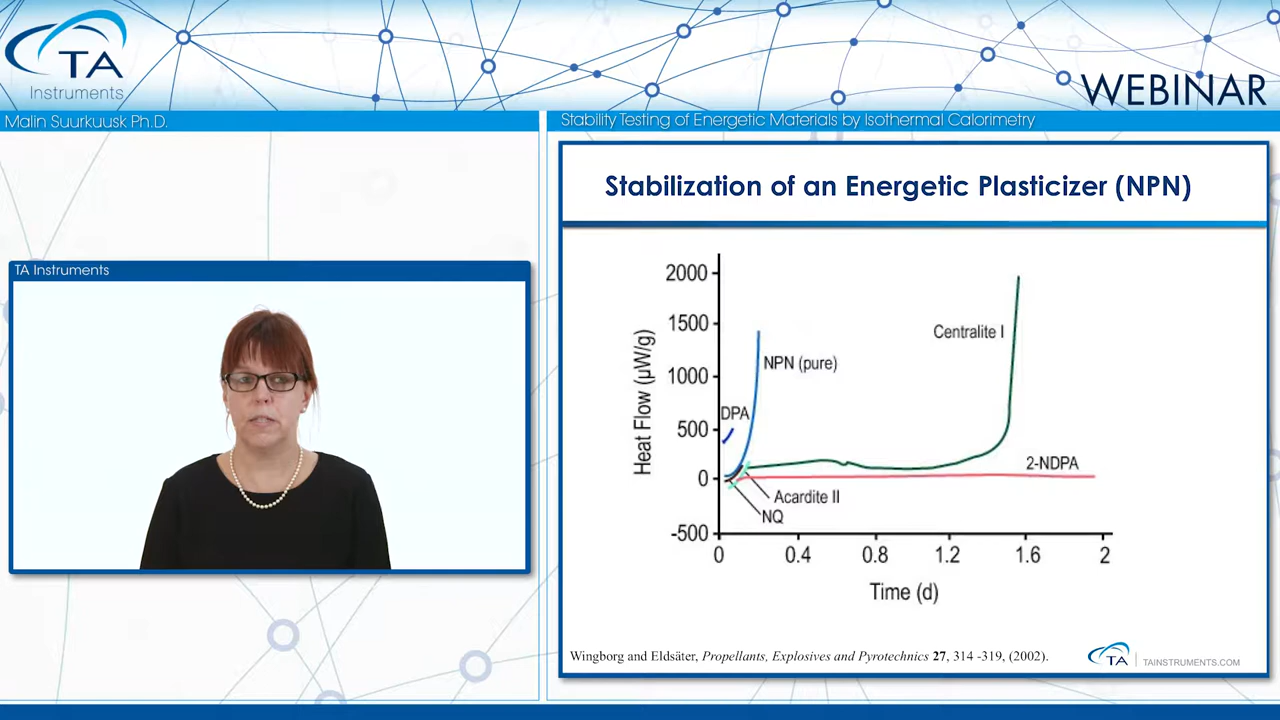 TA
Instruments
WEBINAR
Malin Suurkuusk Ph.D.
Stability Testing of Energetic Materials by Isothermal Calorimetry
TA Instruments
Stabilization of an Energetic Plasticizer (NPN)
2000
1500
1000
500
0
-500
Heat Flow (µW/g)
Centralite I
NPN (pure)
DPA
2-NDPA
Acardite II
NQ
0 0.4 0.8 1.2 1.6 2
Time (d)
Wingborg and Eldsäter, Propellants, Explosives and Pyrotechnics 27, 314 -319, (2002).
TA TAINSTRUMENTS.COM